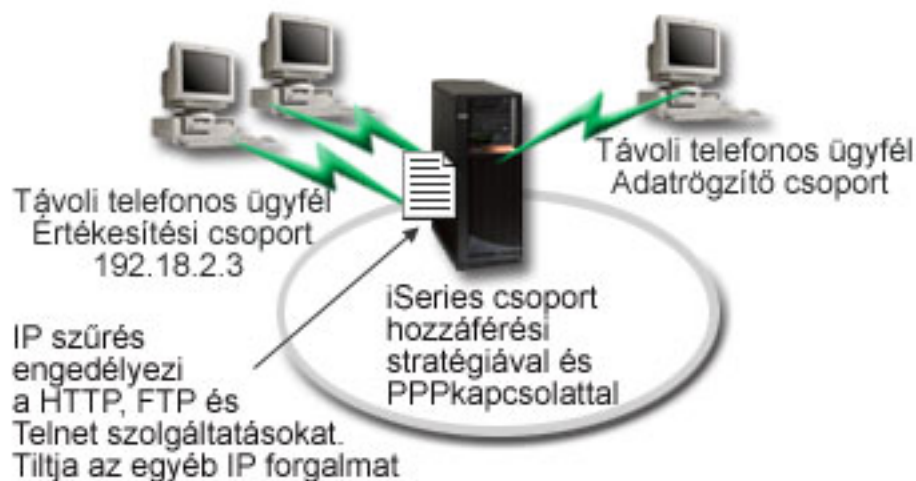 Távoli telefonos ügyfél
Értékesítési csoport
192.18.2.3
Távoli telefonos ügyfél
Adatrögzítő csoport
iSeries csoport
hozzáférési
stratégiával és
PPPkapcsolattal
IP szűrés
engedélyezi
a HTTP, FTP és
Telnet szolgáltatásokat.
Tiltja az egyéb IP forgalmat